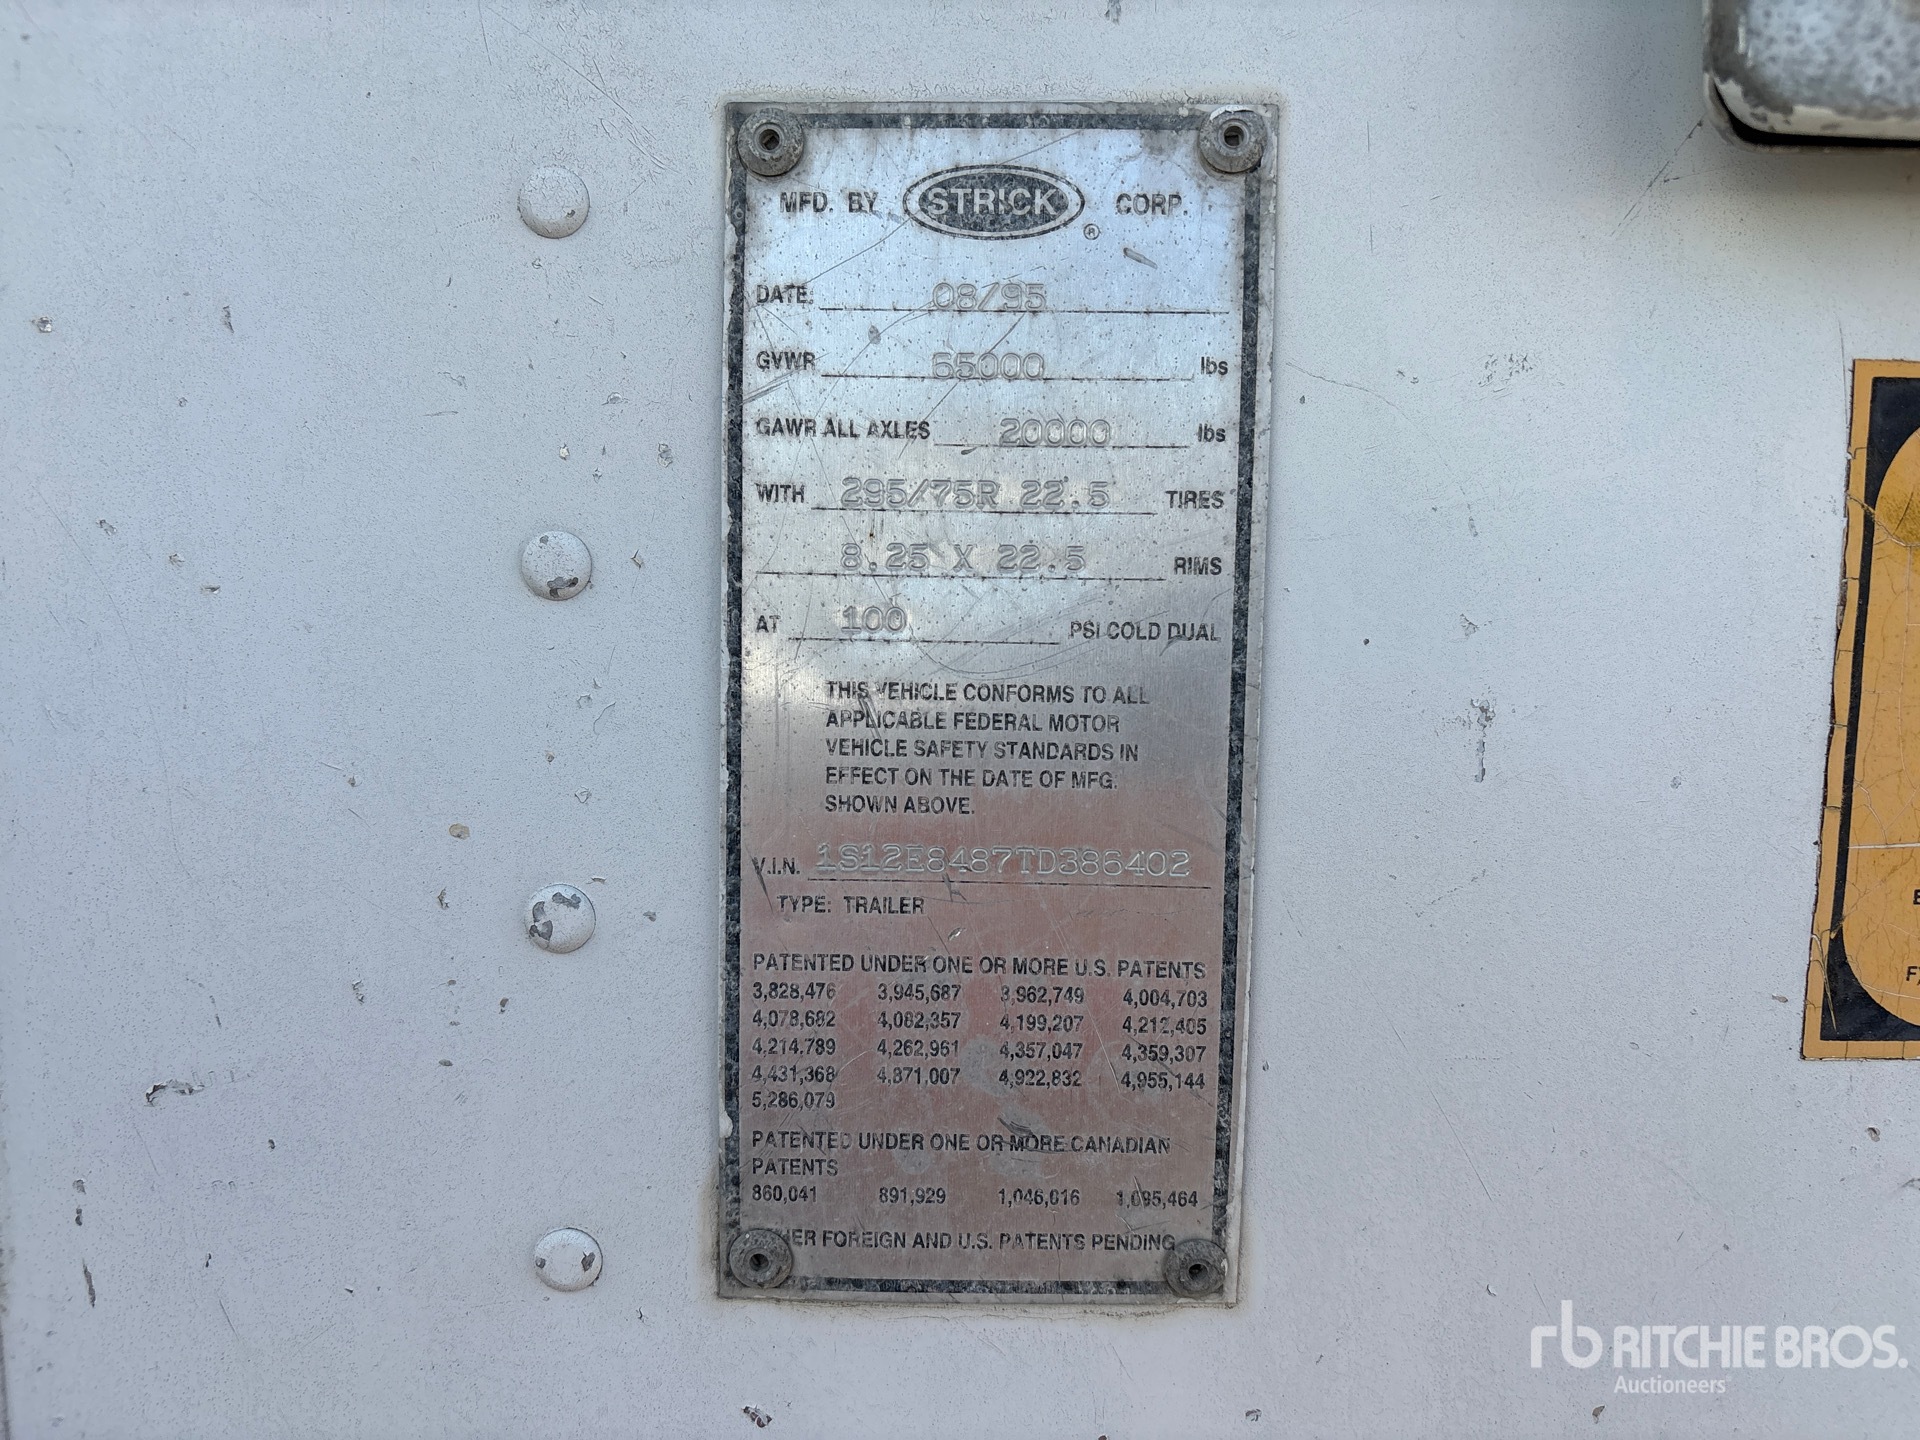 MFD. BY STRICK ® CORP.
DATE: 08/95
GVWR 65000 lbs
GAWR ALL AXLES 20000 lbs
WITH 295/75R 22.5 TIRES
8.25 X 22.5 RIMS
AT 100 PSI COLD DUAL
THIS VEHICLE CONFORMS TO ALL
APPLICABLE FEDERAL MOTOR
VEHICLE SAFETY STANDARDS IN
EFFECT ON THE DATE OF MFG.
SHOWN ABOVE.
V.I.N. 1S12E8487TD386402
TYPE: TRAILER
PATENTED UNDER ONE OR MORE U.S. PATENTS
3,828,476 3,945,687 3,962,749 4,004,703
4,078,682 4,082,357 4,199,207 4,212,405
4,214,789 4,262,961 4,357,047 4,359,307
4,431,368 4,871,007 4,922,832 4,955,144
5,286,079
PATENTED UNDER ONE OR MORE CANADIAN
PATENTS
860,041 891,929 1,046,016 1,095,464
FOREIGN AND U.S. PATENTS PENDING
rb RITCHIE BROS.
Auctioneers